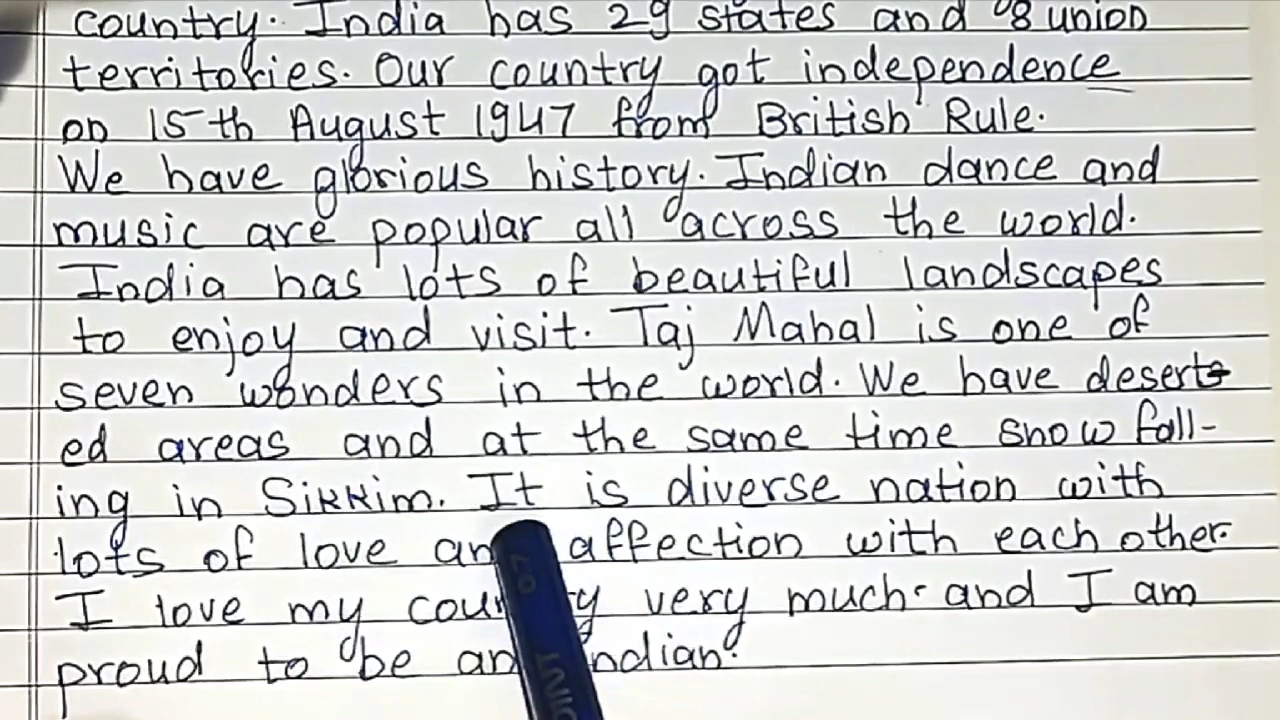 country. India has 29 states and 08 union
territories. Our country got independence
on 15th August 1947 from British Rule.
We have glorious history. Indian dance and
music are popular all across the world.
India has lots of beautiful landscapes
to enjoy and visit. Taj Mahal is one of
seven wonders in the world. We have desert
ed areas and at the same time snow fall-
ing in Sikkim. It is diverse nation with
lots of love an affection with each other.
I love my cou y very much. and I am
proud to be an ndian.